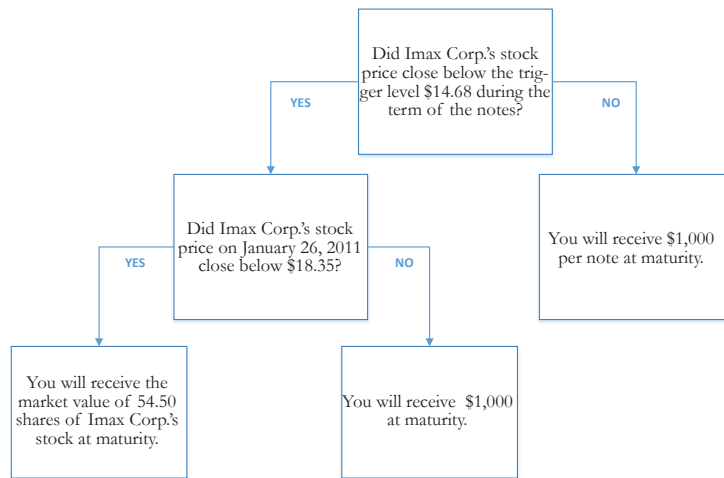 Did Imax Corp.'s stock
price close below the trig-
ger level $14.68 during the
term of the notes?
YES
NO
Did Imax Corp.'s stock
price on January 26, 2011
close below $18.35?
You will receive $1,000
per note at maturity.
YES
NO
You will receive the
market value of 54.50
shares of Imax Corp.'s
stock at maturity.
You will receive $1,000
at maturity.